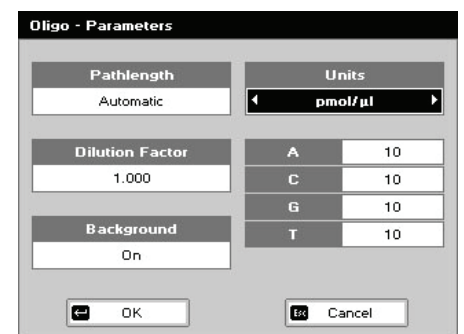 Oligo - Parameters
Pathlength
Automatic
Units
pmol/µl
Dilution Factor
1.000
A 10
C 10
G 10
T 10
Background
On
OK
Esc Cancel